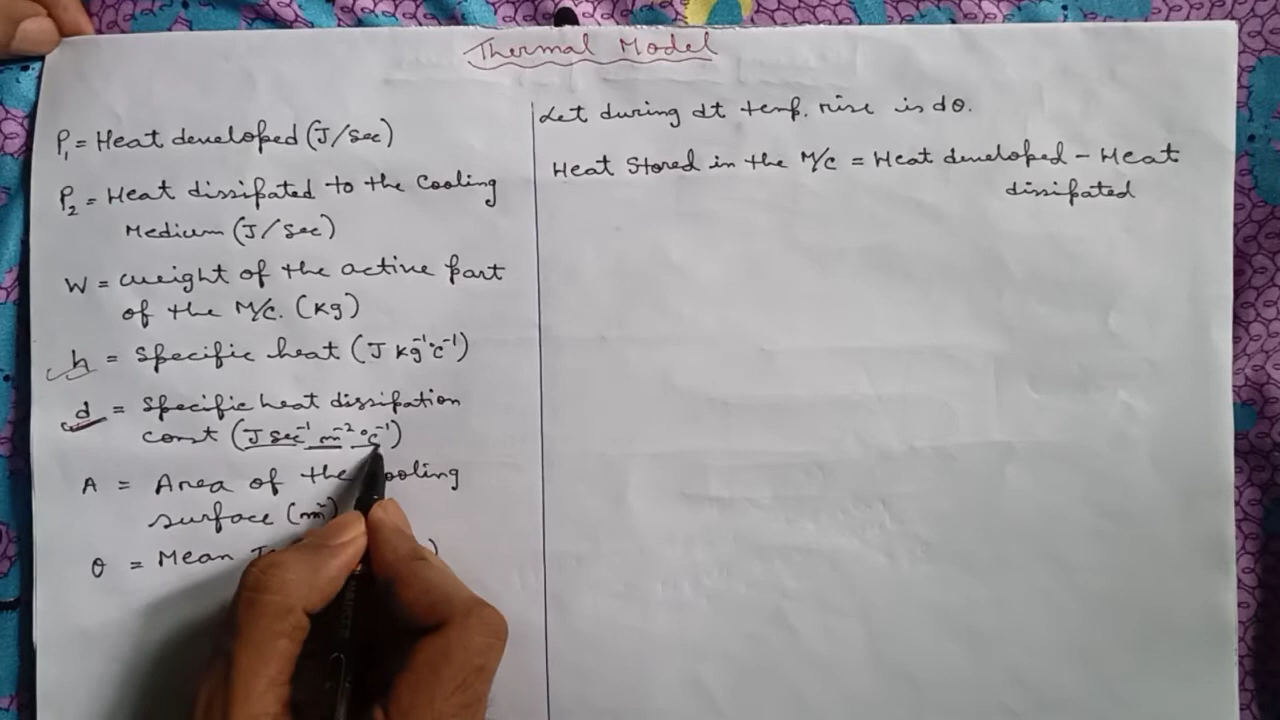 Thermal Model
P₁ = Heat developed (J/sec)
P₂ = Heat dissipated to the cooling
Medium (J/sec)
W = weight of the active part
of the M/c. (Kg)
h = Specific heat (J Kg⁻¹ °c⁻¹)
d = Specific heat dissipation
const (J sec⁻¹ m⁻² °c⁻¹)
A = Area of the cooling
surface (m²)
θ = Mean
Let during dt temp. rise is dθ.
Heat Stored in the M/c = Heat developed - Heat
dissipated